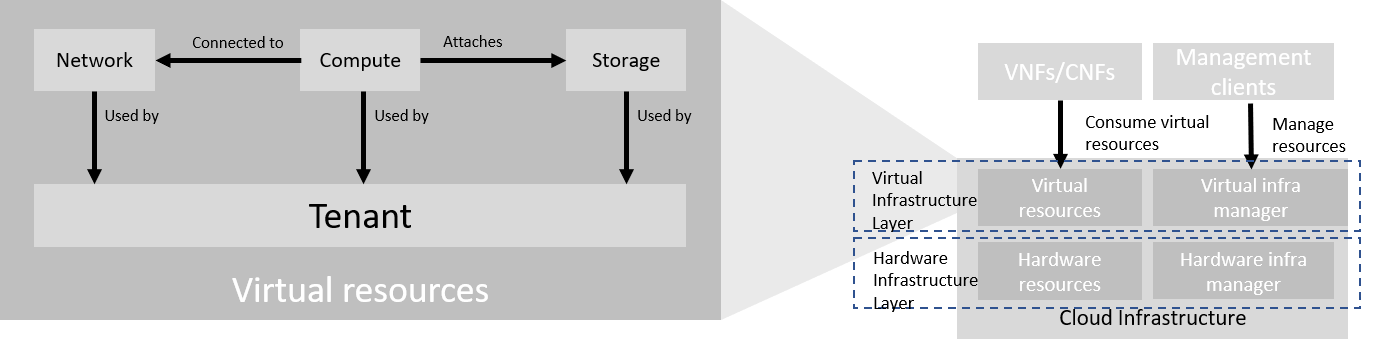 Network
Connected to
Compute
Attaches
Storage
Used by
Used by
Used by
Tenant
Virtual resources
VNFs/CNFs
Management
clients
Consume virtual
resources
Manage
resources
Virtual
Infrastructure
Layer
Virtual
resources
Virtual infra
manager
Hardware
Infrastructure
Layer
Hardware
resources
Hardware infra
manager
Cloud Infrastructure